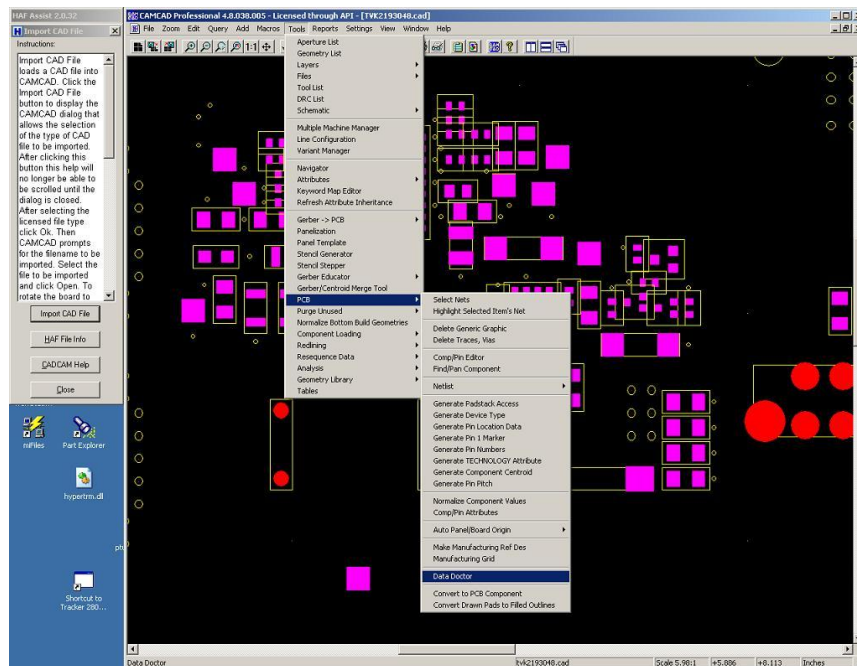 HAF Assist 2.0.32
Import CAD File
Instructions:
Import CAD File
loads a CAD file into
CAMCAD. Click the
Import CAD File
button to display the
CAMCAD dialog that
allows the selection
of the type of CAD
file to be imported.
After clicking this
button this help will
no longer be able to
be scrolled until the
dialog is closed.
After selecting the
licensed file type
click Ok. Then
CAMCAD prompts
for the filename to be
imported. Select the
file to be imported
and click Open. To
rotate the board to
Import CAD File
HAF File Info
CADCAM Help
Close
mFiles
Part Explorer
hypertrm.dl
Shortcut to
Tracker 280...
CAMCAD Professional 4.8.038.005 - Licensed through API - [TVK2193048.cad]
File Zoom Edit Query Add Macros Tools Reports Settings View Window Help
1:1
Aperture List
Geometry List
Layers
Files
Tool List
DRC List
Schematic
Multiple Machine Manager
Line Configuration
Variant Manager
Navigator
Attributes
Keyword Map Editor
Refresh Attribute Inheritance
Gerber -> PCB
Panelization
Panel Template
Stencil Generator
Stencil Stepper
Gerber Educator
Gerber/Centroid Merge Tool
PCB
Purge Unused
Normalize Bottom Build Geometries
Component Loading
Redlining
Resequence Data
Analysis
Geometry Library
Tables
Select Nets
Highlight Selected Item's Net
Delete Generic Graphic
Delete Traces, Vias
Comp/Pin Editor
Find/Pan Component
Netlist
Generate Padstack Access
Generate Device Type
Generate Pin Location Data
Generate Pin 1 Marker
Generate Pin Numbers
Generate TECHNOLOGY Attribute
Generate Component Centroid
Generate Pin Pitch
Normalize Component Values
Comp/Pin Attributes
Auto Panel/Board Origin
Make Manufacturing Ref Des
Manufacturing Grid
Data Doctor
Convert to PCB Component
Convert Drawn Pads to Filled Outlines
Data Doctor
tvk2193048.cad
Scale 5.98:1
+5.886
+8.113
Inches